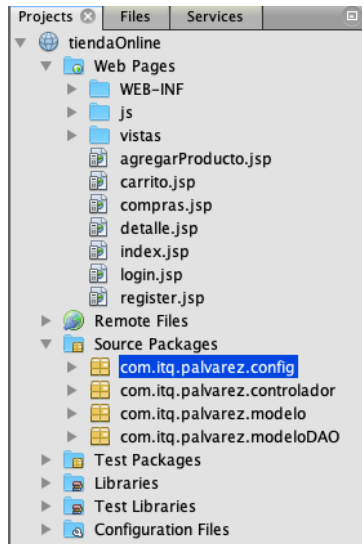 Projects Files Services
tiendaOnline
Web Pages
WEB-INF
js
vistas
agregarProducto.jsp
carrito.jsp
compras.jsp
detalle.jsp
index.jsp
login.jsp
register.jsp
Remote Files
Source Packages
com.itq.palvarez.config
com.itq.palvarez.controlador
com.itq.palvarez.modelo
com.itq.palvarez.modeloDAO
Test Packages
Libraries
Test Libraries
Configuration Files